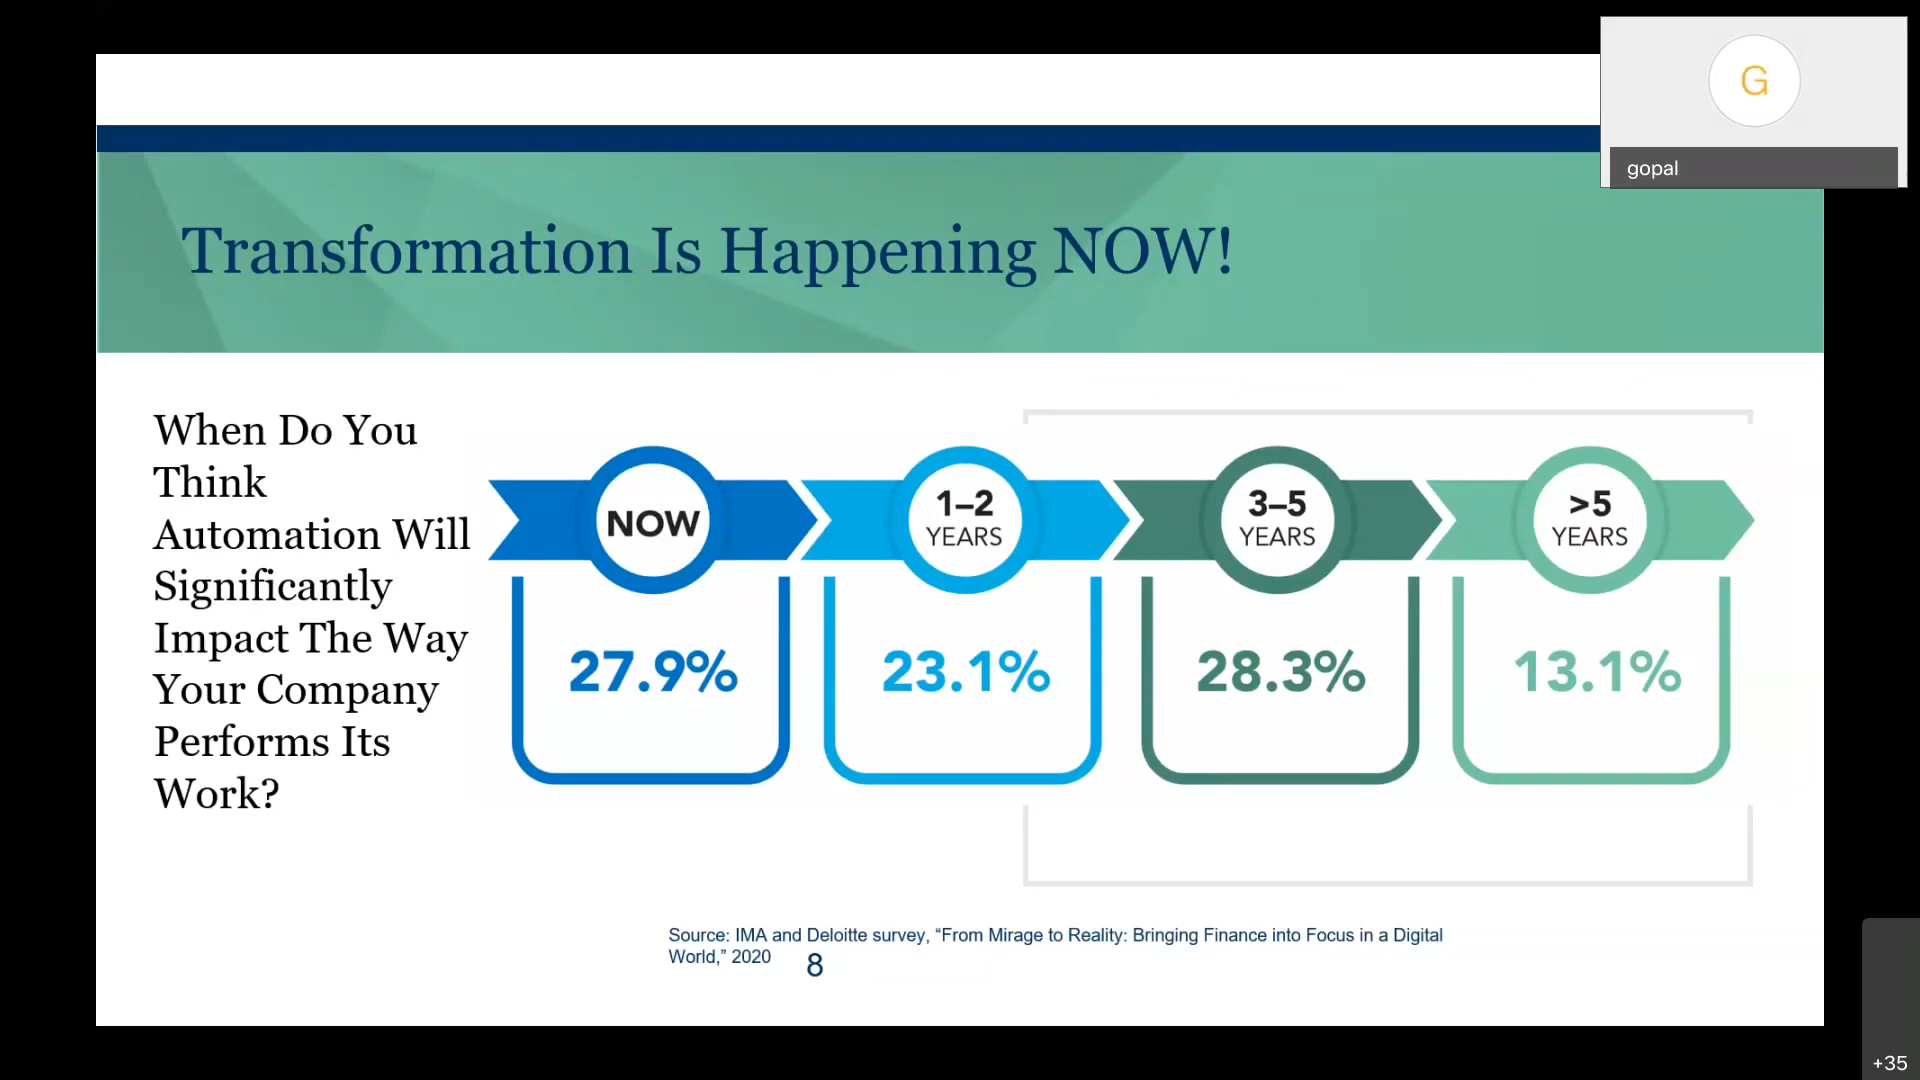 G
gopal
Transformation Is Happening NOW!
When Do You
Think
Automation Will
Significantly
Impact The Way
Your Company
Performs Its
Work?
NOW
27.9%
1–2
YEARS
23.1%
3–5
YEARS
28.3%
>5
YEARS
13.1%
Source: IMA and Deloitte survey, “From Mirage to Reality: Bringing Finance into Focus in a Digital
World,” 2020
8
+35